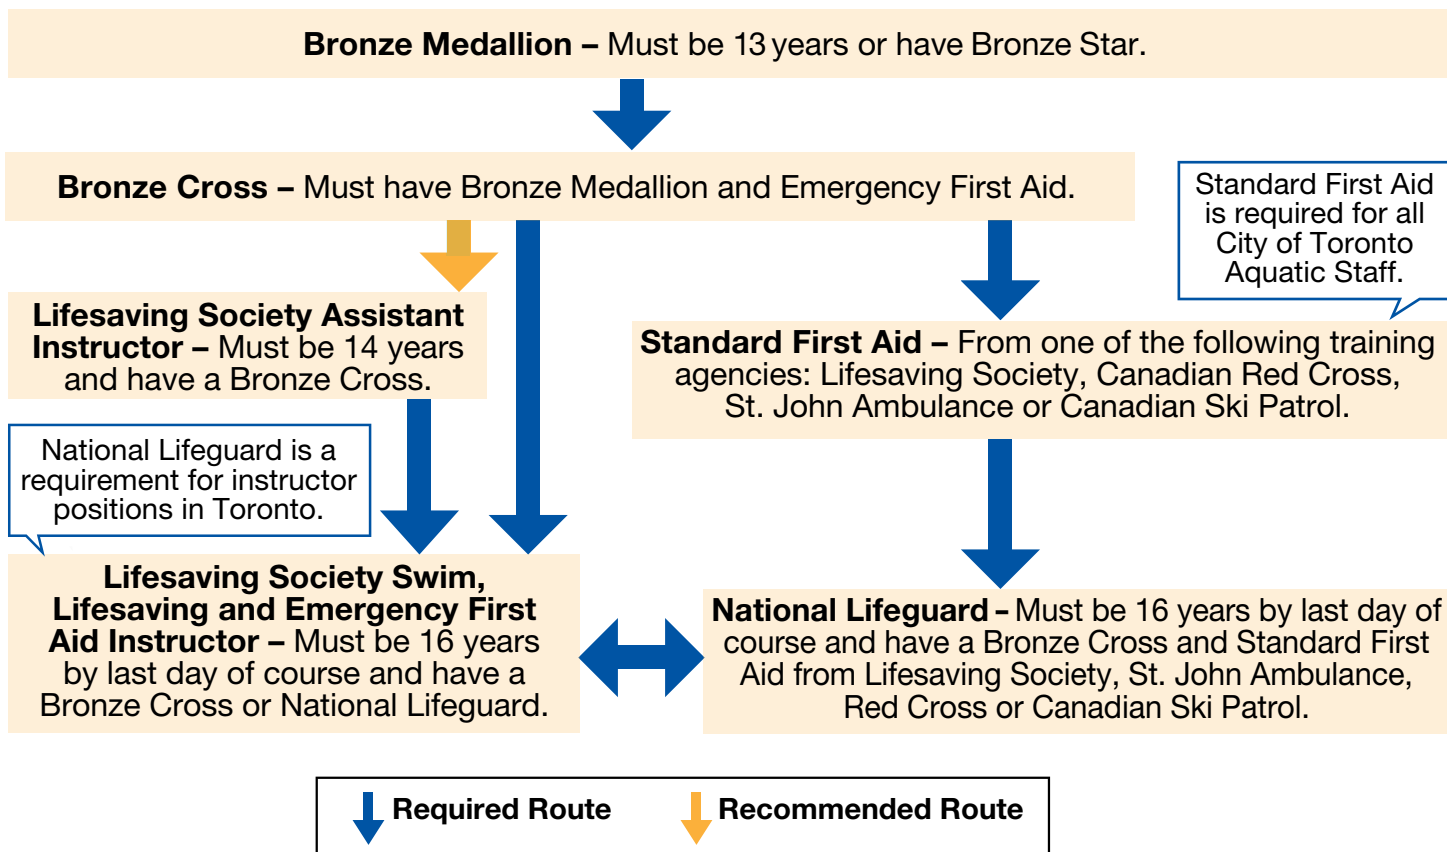 Bronze Medallion – Must be 13 years or have Bronze Star.
Bronze Cross – Must have Bronze Medallion and Emergency First Aid.
Standard First Aid
is required for all
City of Toronto
Aquatic Staff.
Lifesaving Society Assistant
Instructor – Must be 14 years
and have a Bronze Cross.
Standard First Aid – From one of the following training
agencies: Lifesaving Society, Canadian Red Cross,
St. John Ambulance or Canadian Ski Patrol.
National Lifeguard is a
requirement for instructor
positions in Toronto.
Lifesaving Society Swim,
Lifesaving and Emergency First
Aid Instructor – Must be 16 years
by last day of course and have a
Bronze Cross or National Lifeguard.
National Lifeguard – Must be 16 years by last day of
course and have a Bronze Cross and Standard First
Aid from Lifesaving Society, St. John Ambulance,
Red Cross or Canadian Ski Patrol.
Required Route
Recommended Route